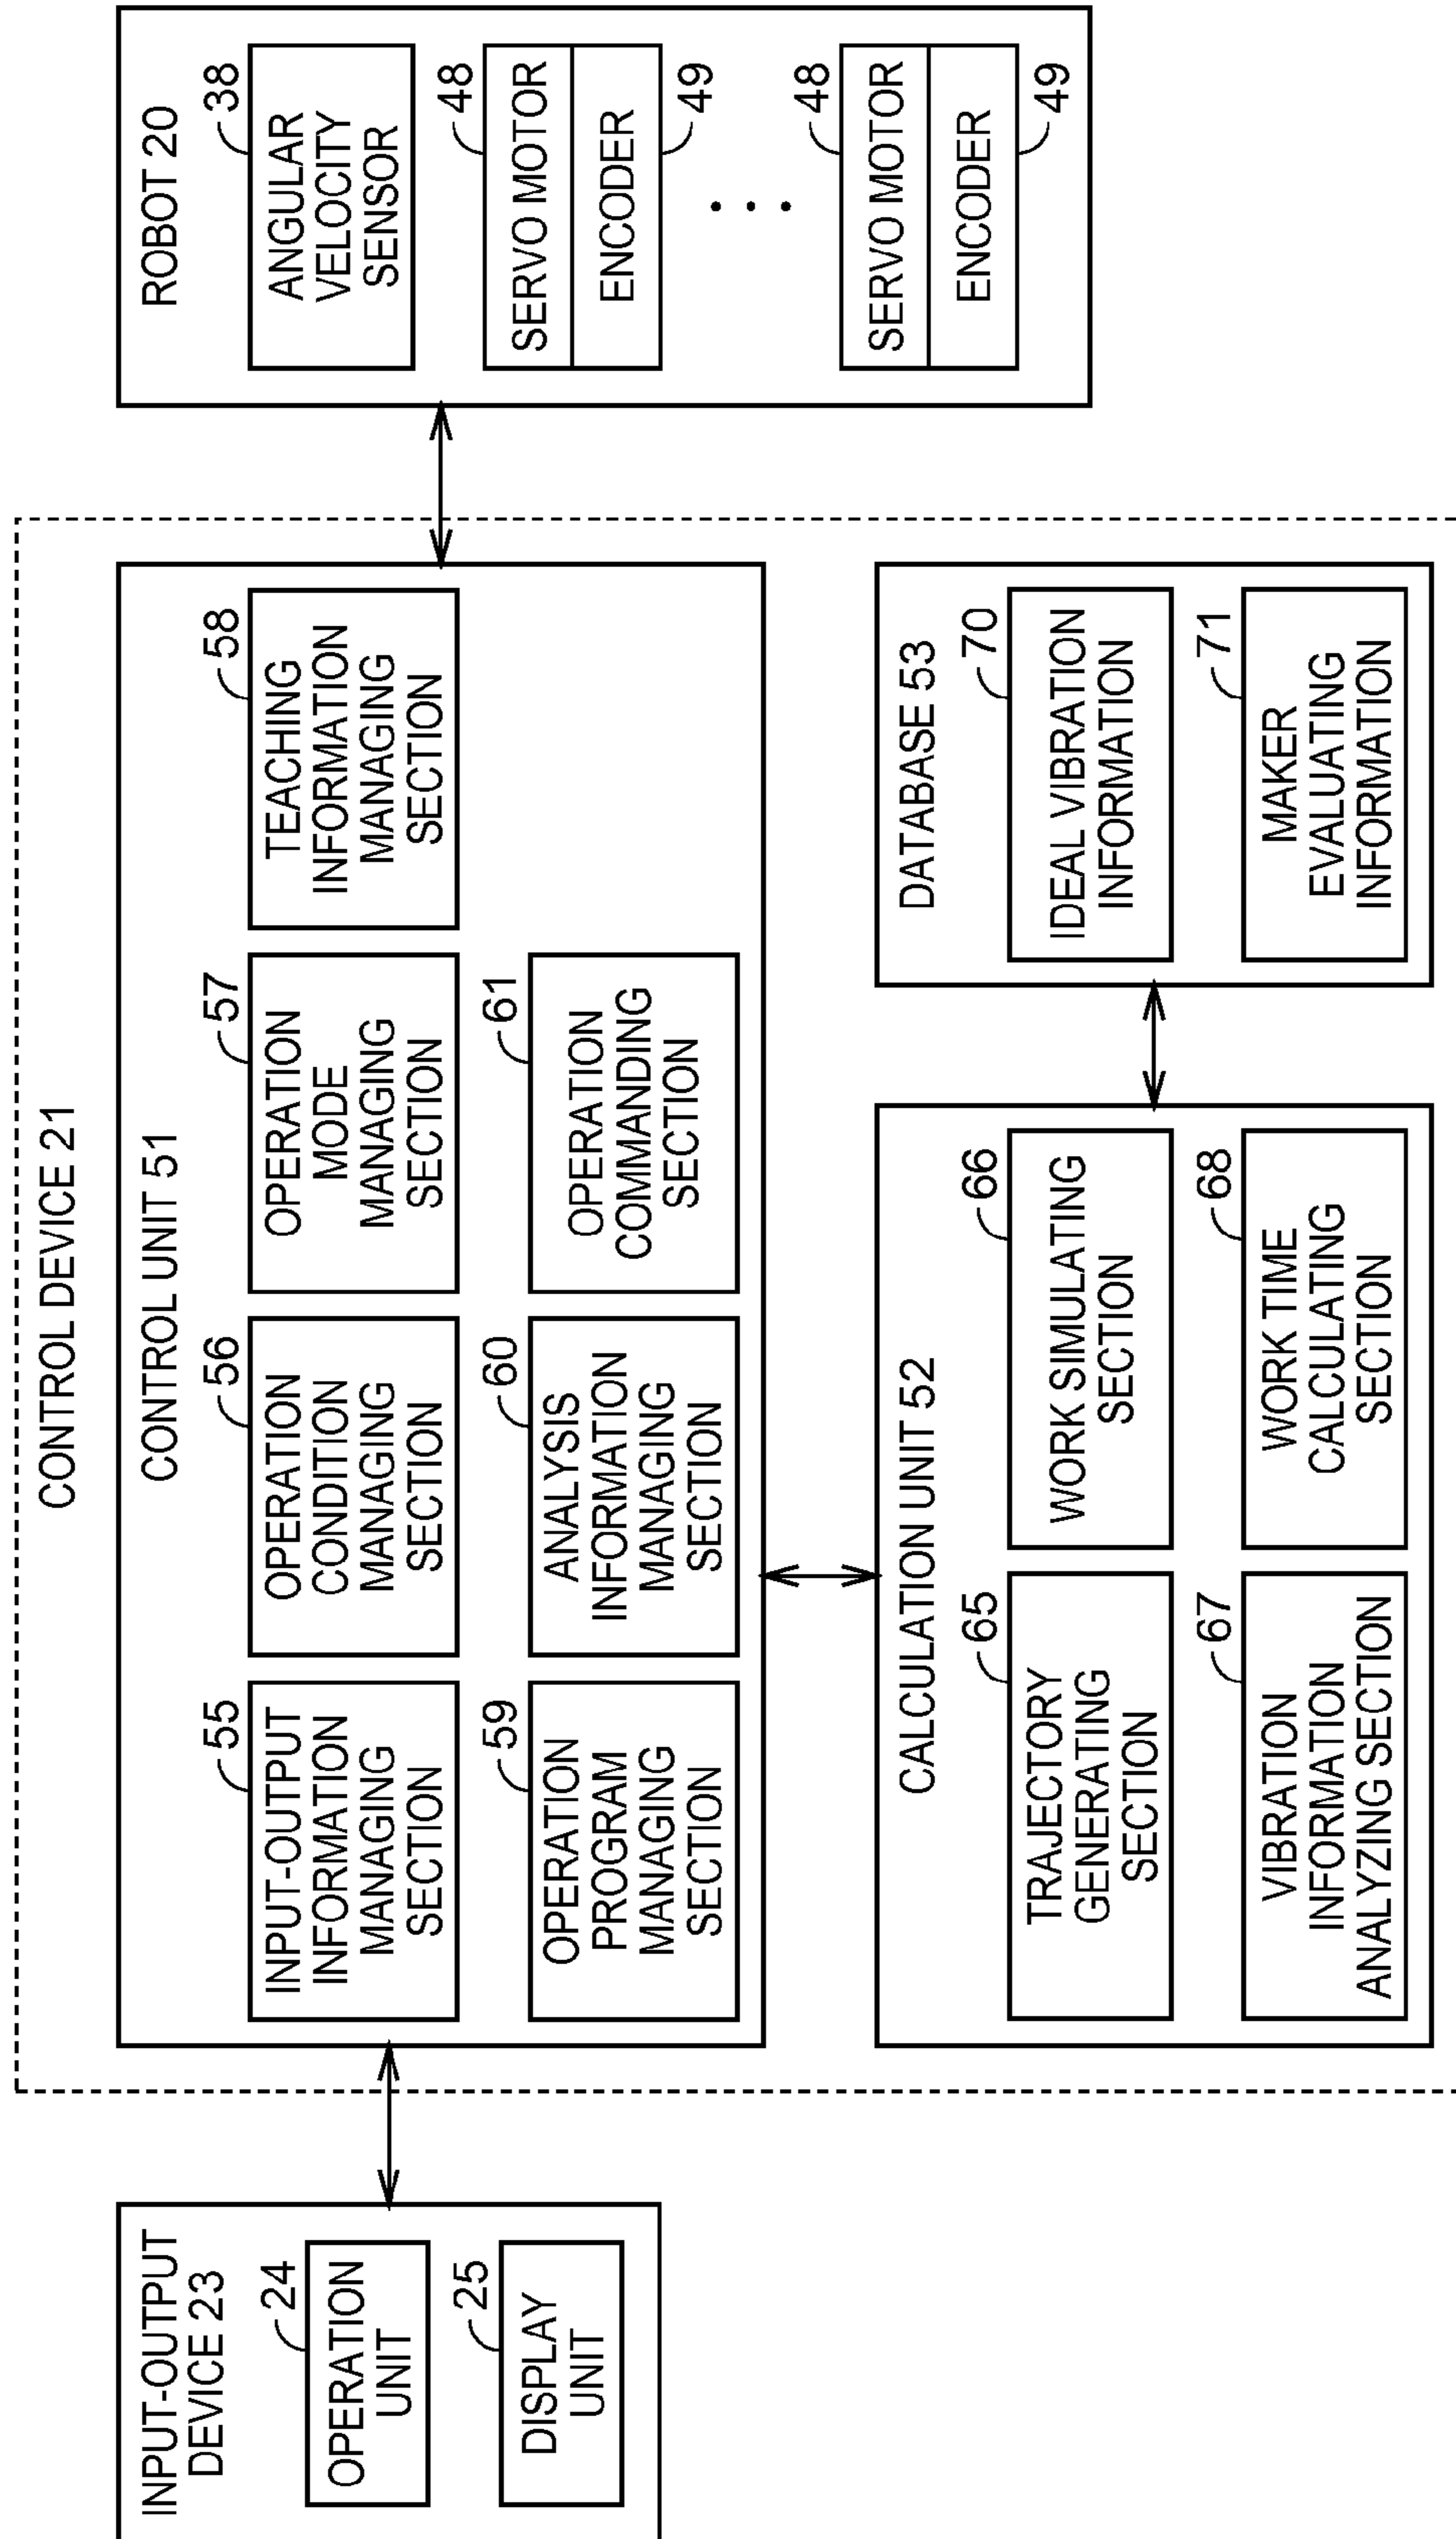 CONTROL DEVICE 21
INPUT-OUTPUT
DEVICE 23
24
OPERATION
UNIT
25
DISPLAY
UNIT
CONTROL UNIT 51
55
INPUT-OUTPUT
INFORMATION
MANAGING
SECTION
56
OPERATION
CONDITION
MANAGING
SECTION
57
OPERATION
MODE
MANAGING
SECTION
58
TEACHING
INFORMATION
MANAGING
SECTION
59
OPERATION
PROGRAM
MANAGING
SECTION
60
ANALYSIS
INFORMATION
MANAGING
SECTION
61
OPERATION
COMMANDING
SECTION
CALCULATION UNIT 52
65
TRAJECTORY
GENERATING
SECTION
66
WORK SIMULATING
SECTION
67
VIBRATION
INFORMATION
ANALYZING SECTION
68
WORK TIME
CALCULATING
SECTION
DATABASE 53
70
IDEAL VIBRATION
INFORMATION
71
MAKER
EVALUATING
INFORMATION
ROBOT 20
38
ANGULAR
VELOCITY
SENSOR
48
SERVO MOTOR
ENCODER
49
48
SERVO MOTOR
ENCODER
49